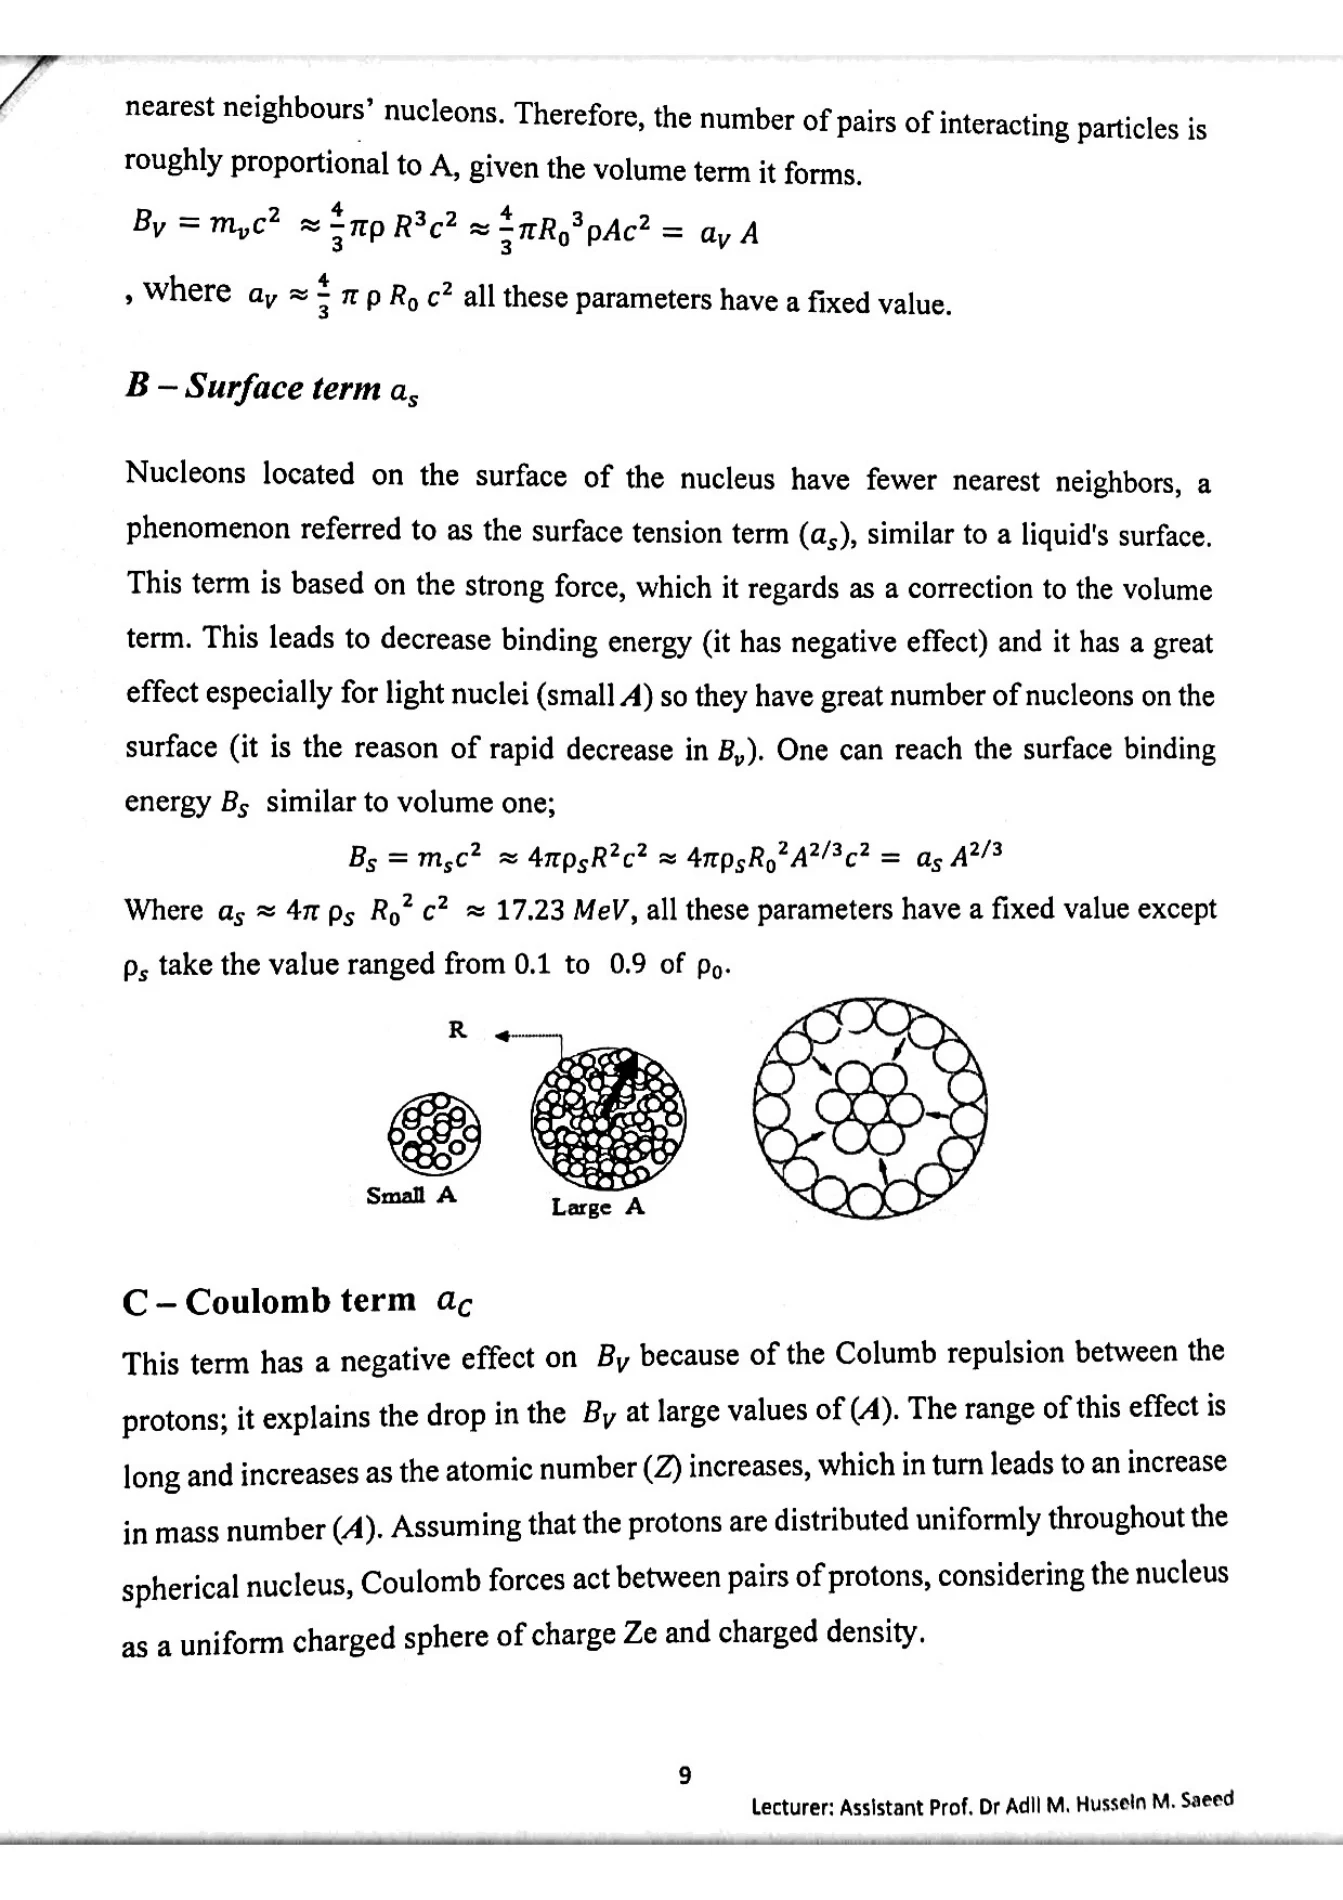 nearest neighbours' nucleons. Therefore, the number of pairs of interacting particles is
roughly proportional to A, given the volume term it forms.
B_V = m_v c² ≈ 4/3 πρ R³c² ≈ 4/3 πR₀³ρAc² = a_V A
, where a_V ≈ 4/3 π ρ R₀ c² all these parameters have a fixed value.
B – Surface term a_s
Nucleons located on the surface of the nucleus have fewer nearest neighbors, a
phenomenon referred to as the surface tension term (a_s), similar to a liquid's surface.
This term is based on the strong force, which it regards as a correction to the volume
term. This leads to decrease binding energy (it has negative effect) and it has a great
effect especially for light nuclei (small A) so they have great number of nucleons on the
surface (it is the reason of rapid decrease in B_v). One can reach the surface binding
energy B_S similar to volume one;
B_S = m_s c² ≈ 4πρ_S R²c² ≈ 4πρ_S R₀²A^2/3 c² = a_S A^2/3
Where a_S ≈ 4π ρ_S R₀² c² ≈ 17.23 MeV, all these parameters have a fixed value except
ρ_s take the value ranged from 0.1 to 0.9 of ρ₀.
R
Small A
Large A
C – Coulomb term a_C
This term has a negative effect on B_V because of the Columb repulsion between the
protons; it explains the drop in the B_V at large values of (A). The range of this effect is
long and increases as the atomic number (Z) increases, which in turn leads to an increase
in mass number (A). Assuming that the protons are distributed uniformly throughout the
spherical nucleus, Coulomb forces act between pairs of protons, considering the nucleus
as a uniform charged sphere of charge Ze and charged density.
9
Lecturer: Assistant Prof. Dr Adil M. Hussein M. Saeed